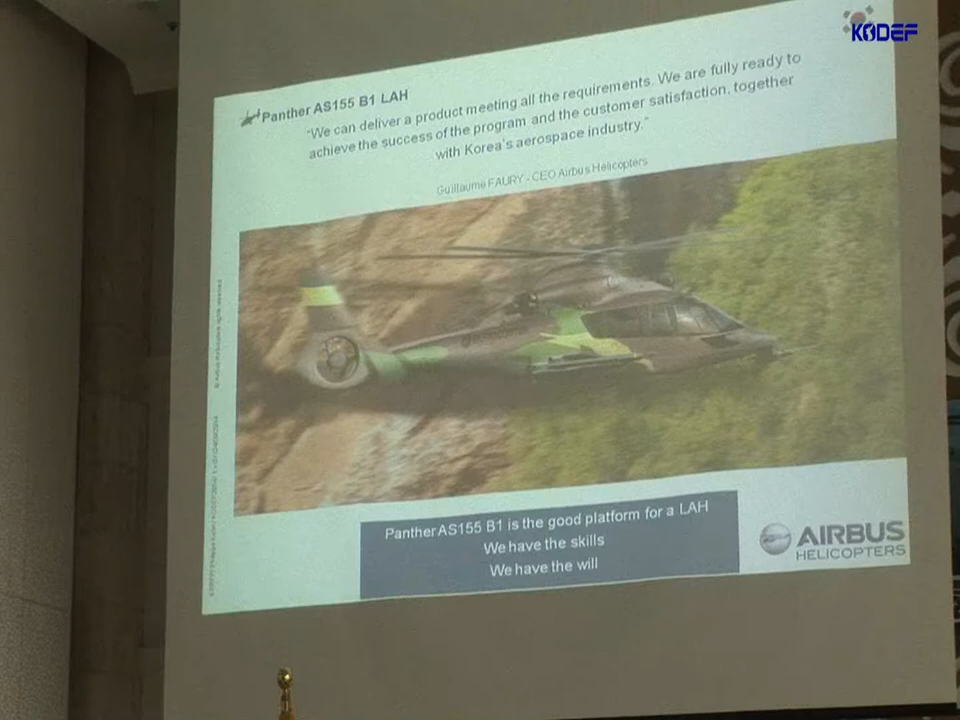 KODEF
Panther AS155 B1 LAH
"We can deliver a product meeting all the requirements. We are fully ready to
achieve the success of the program and the customer satisfaction, together
with Korea's aerospace industry."
Guillaume FAURY - CEO Airbus Helicopters
Panther AS155 B1 is the good platform for a LAH
We have the skills
We have the will
AIRBUS
HELICOPTERS